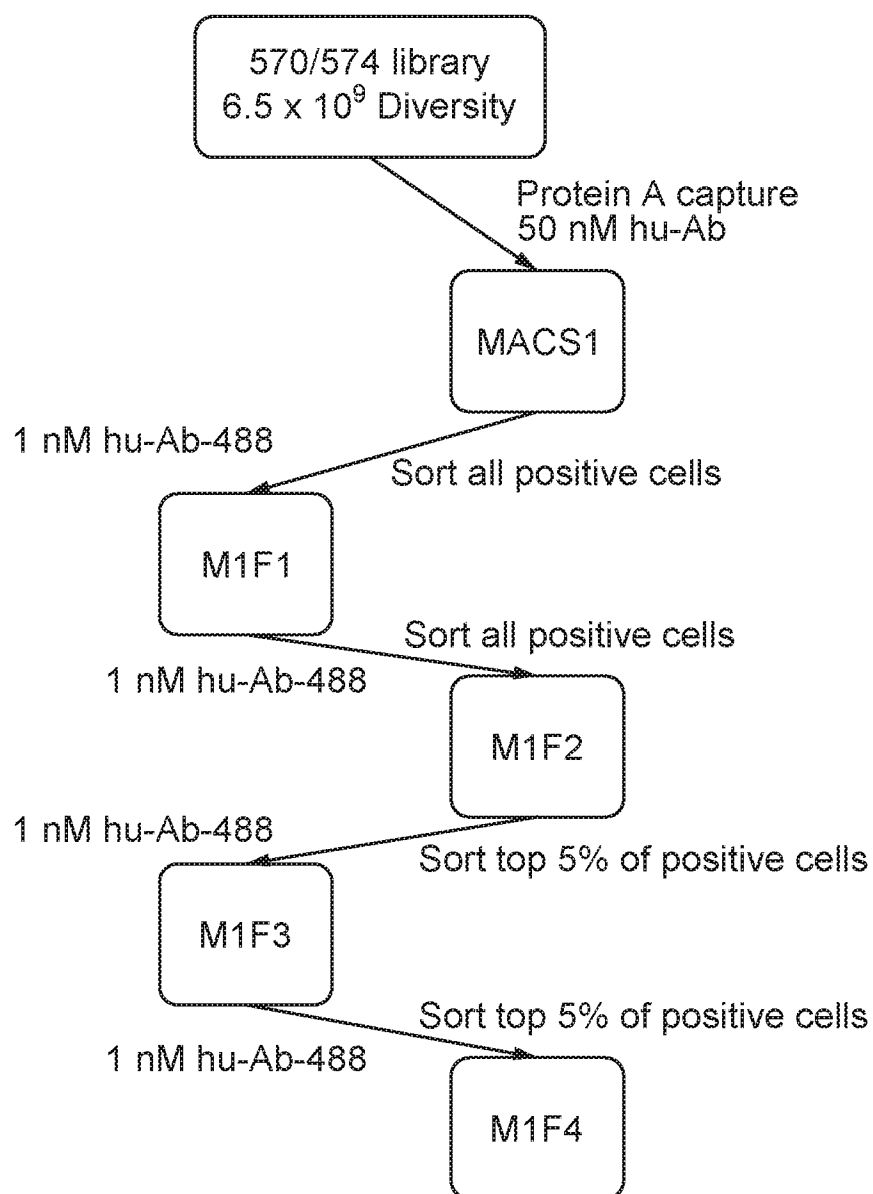 570/574 library
6.5 x 10⁹ Diversity
Protein A capture
50 nM hu-Ab
MACS1
1 nM hu-Ab-488
Sort all positive cells
M1F1
Sort all positive cells
1 nM hu-Ab-488
M1F2
1 nM hu-Ab-488
Sort top 5% of positive cells
M1F3
Sort top 5% of positive cells
1 nM hu-Ab-488
M1F4